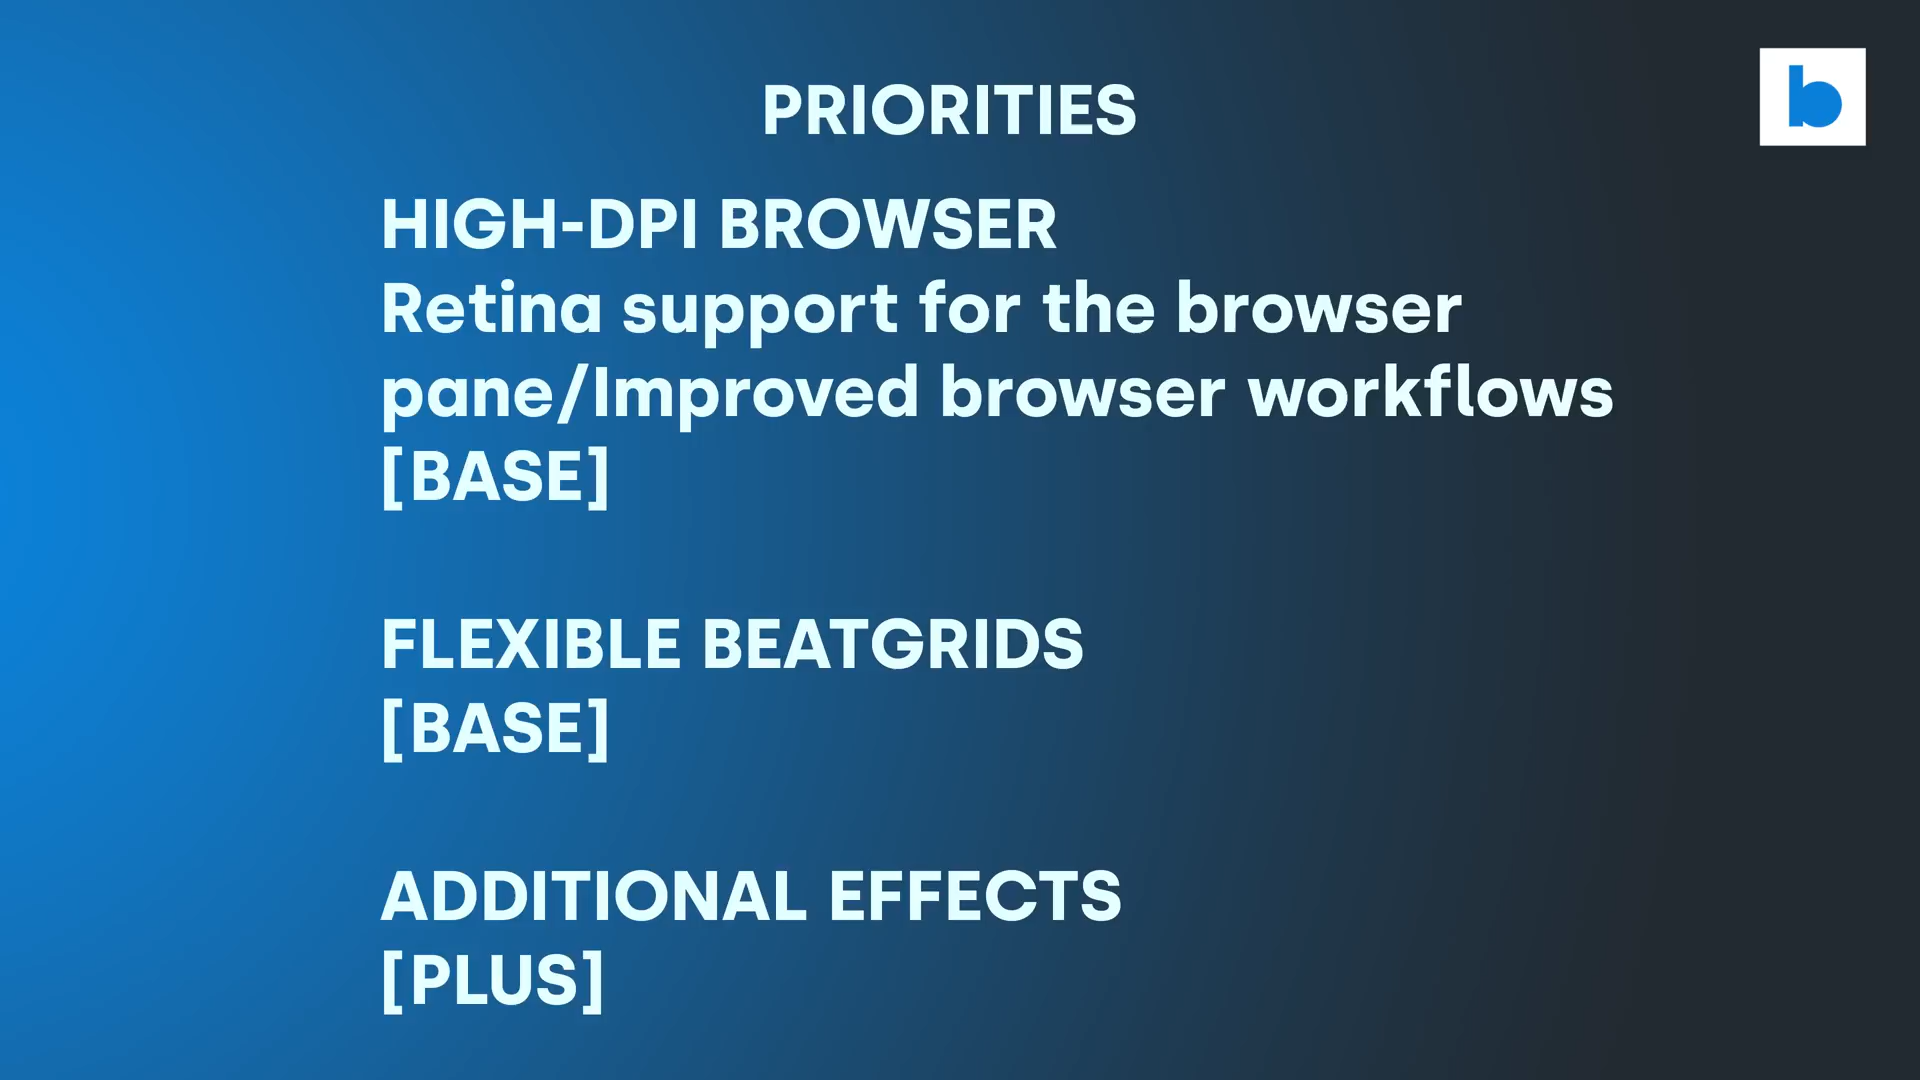 PRIORITIES
b
HIGH-DPI BROWSER
Retina support for the browser
pane/Improved browser workflows
[BASE]
FLEXIBLE BEATGRIDS
[BASE]
ADDITIONAL EFFECTS
[PLUS]